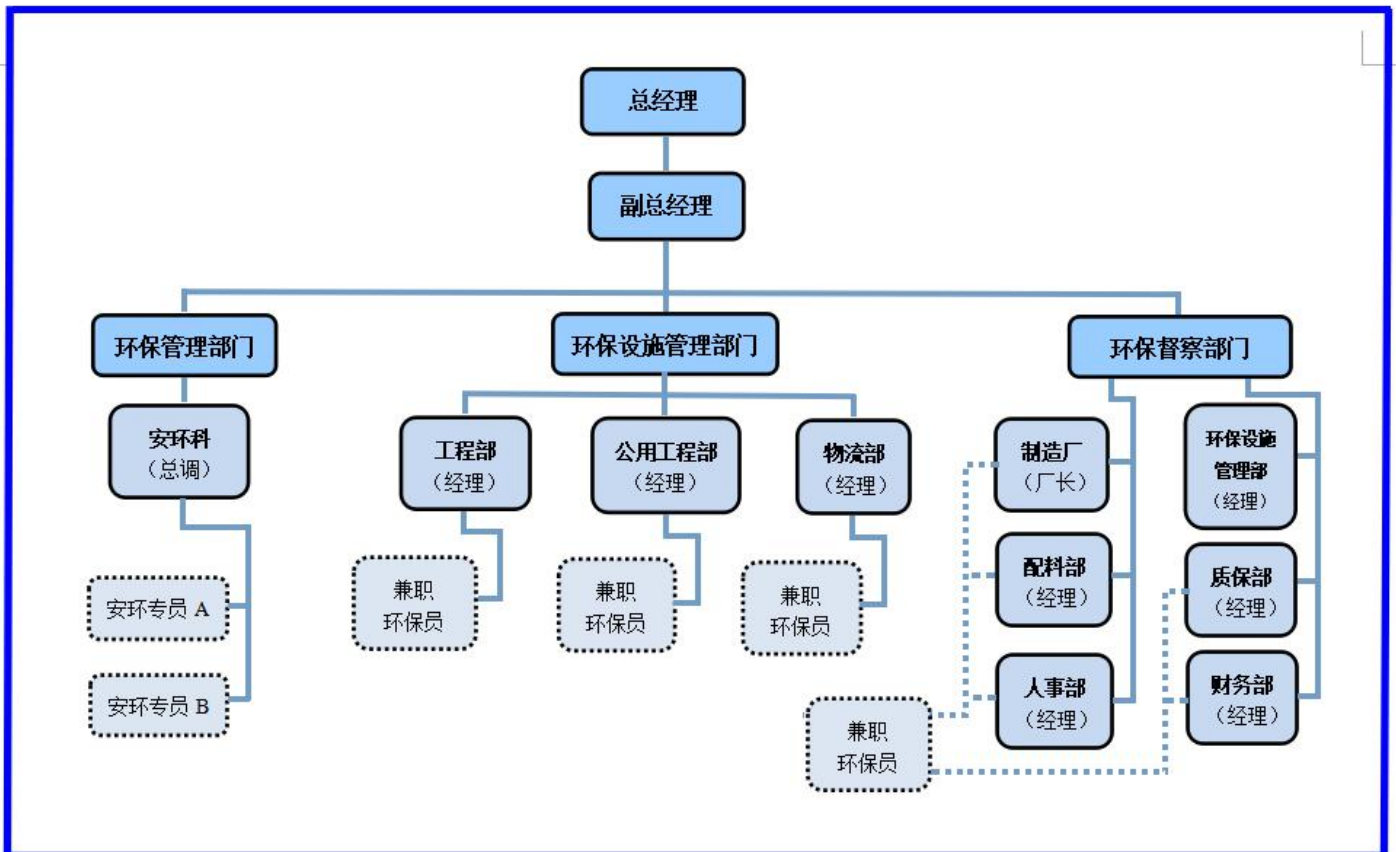 总经理
副总经理
环保管理部门
环保设施管理部门
环保督察部门
安环科
（总调）
工程部
（经理）
公用工程部
（经理）
物流部
（经理）
制造厂
（厂长）
环保设施
管理部
（经理）
兼职
环保员
兼职
环保员
兼职
环保员
配料部
（经理）
质保部
（经理）
安环专员 A
安环专员 B
人事部
（经理）
财务部
（经理）
兼职
环保员